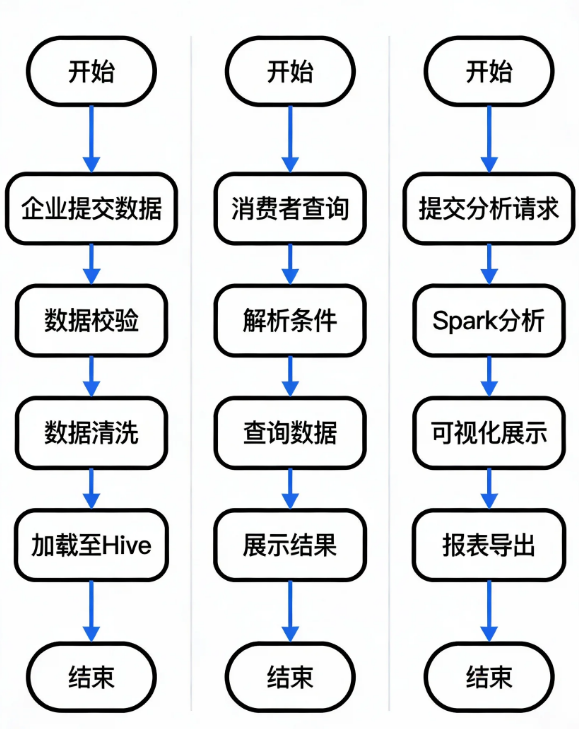 开始
企业提交数据
数据校验
数据清洗
加载至Hive
结束
开始
消费者查询
解析条件
查询数据
展示结果
结束
开始
提交分析请求
Spark分析
可视化展示
报表导出
结束